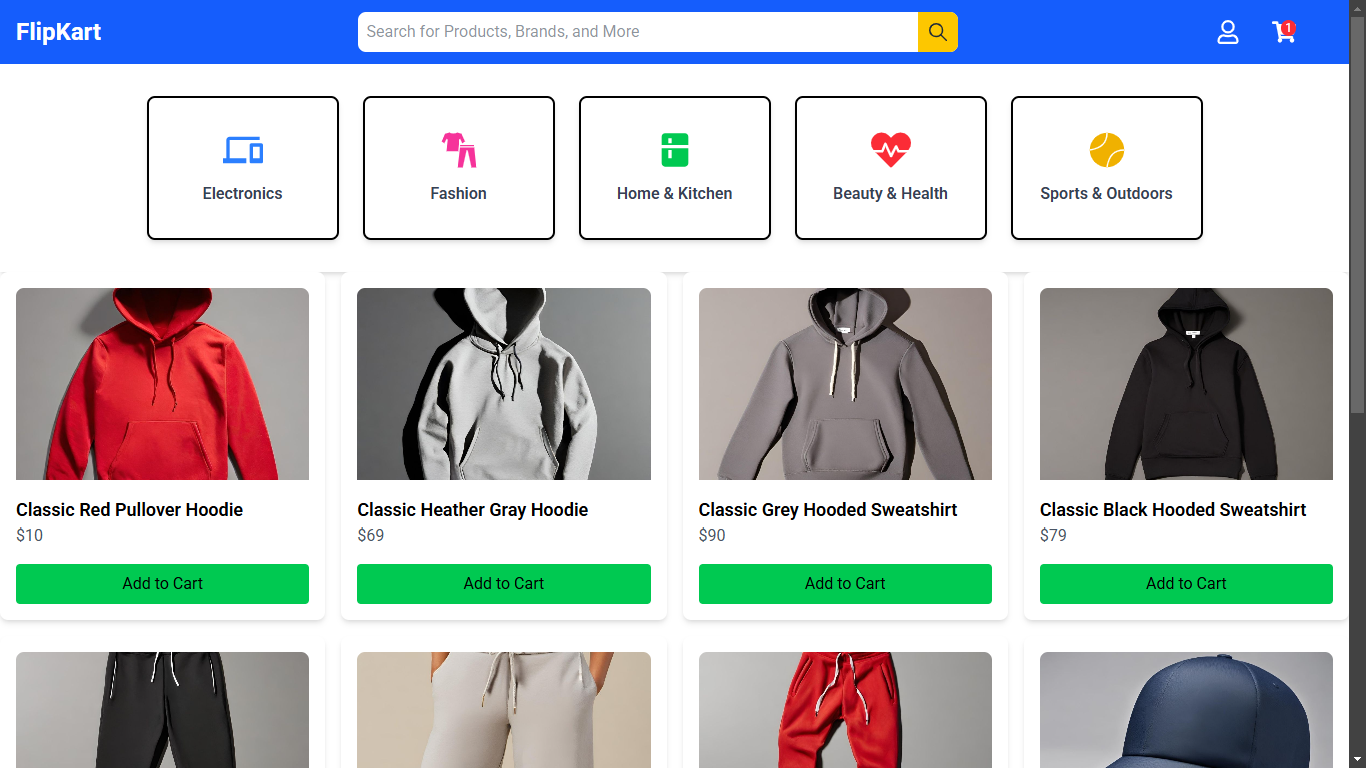 FlipKart
Search for Products, Brands, and More
1
Electronics
Fashion
Home & Kitchen
Beauty & Health
Sports & Outdoors
Classic Red Pullover Hoodie
$10
Add to Cart
Classic Heather Gray Hoodie
$69
Add to Cart
Classic Grey Hooded Sweatshirt
$90
Add to Cart
Classic Black Hooded Sweatshirt
$79
Add to Cart